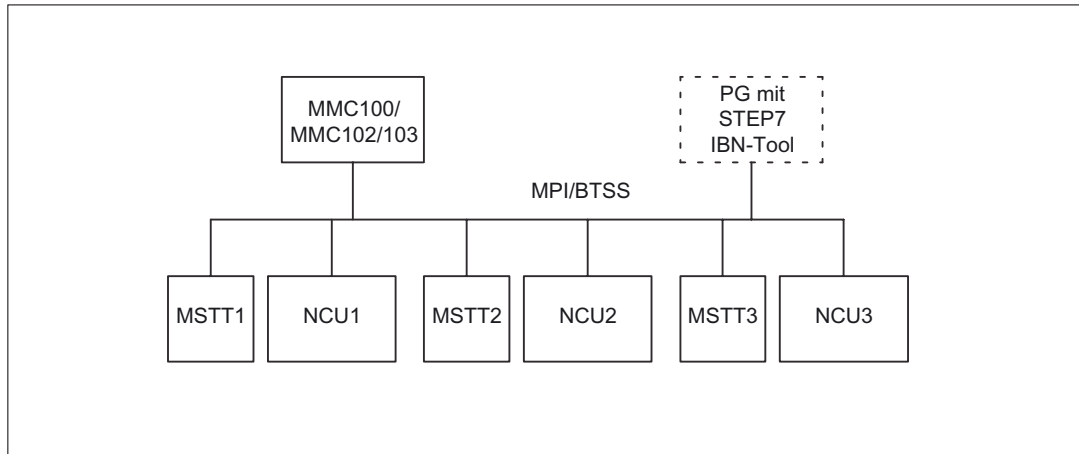 MMC100/
MMC102/103
PG mit
STEP7
IBN-Tool
MPI/BTSS
MSTT1
NCU1
MSTT2
NCU2
MSTT3
NCU3